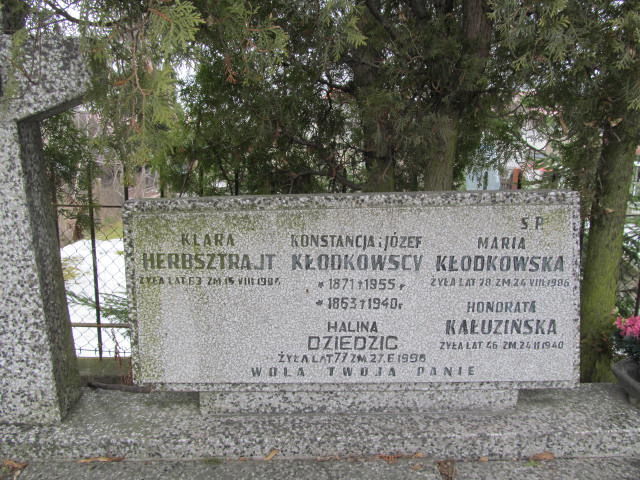 Ś.P.
KLARA
HERBSZTRAJT
ŻYŁA LAT 63 ZM. 15 VIII 1984
KONSTANCJA i JÓZEF
KŁODKOWSCY
* 1871 † 1955 r.
* 1863 † 1940 r.
HALINA
DZIEDZIC
ŻYŁA LAT 77 ZM 27. I 1998
MARIA
KŁODKOWSKA
ŻYŁA LAT 78 ZM 24 VIII 1986
HONORATA
KAŁUZIŃSKA
ŻYŁA LAT 46 ZM 24 II 1940
WOLA TWOJA PANIE